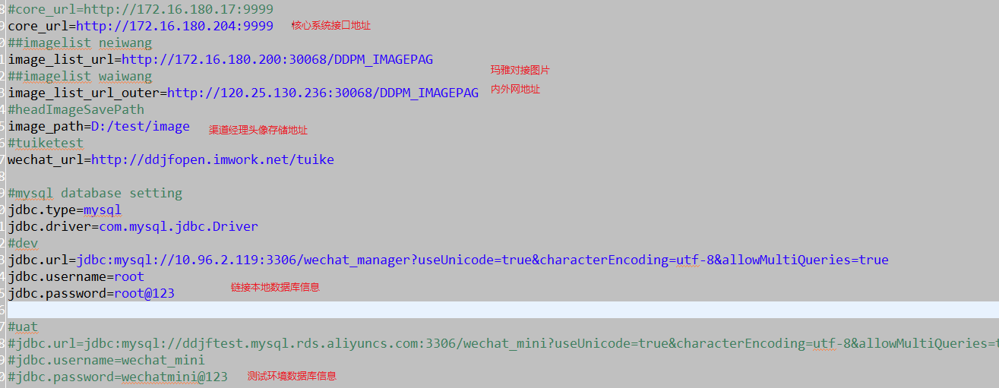 #core_url=http://172.16.180.17:9999
core_url=http://172.16.180.204:9999 核心系统接口地址
##imagelist neiwang
image_list_url=http://172.16.180.200:30068/DDPM_IMAGEPAG
玛雅对接图片
##imagelist waiwang
image_list_url_outer=http://120.25.130.236:30068/DDPM_IMAGEPAG 内外网地址
#headImageSavePath
image_path=D:/test/image 渠道经理头像存储地址
#tuiketest
wechat_url=http://ddjfopen.imwork.net/tuike
#mysql database setting
jdbc.type=mysql
jdbc.driver=com.mysql.jdbc.Driver
#dev
jdbc.url=jdbc:mysql://10.96.2.119:3306/wechat_manager?useUnicode=true&characterEncoding=utf-8&allowMultiQueries=true
jdbc.username=root
jdbc.password=root@123 链接本地数据库信息
#uat
#jdbc.url=jdbc:mysql://ddjftest.mysql.rds.aliyuncs.com:3306/wechat_mini?useUnicode=true&characterEncoding=utf-8&allowMultiQueries=
#jdbc.username=wechat_mini
#jdbc.password=wechatmini@123 测试环境数据库信息